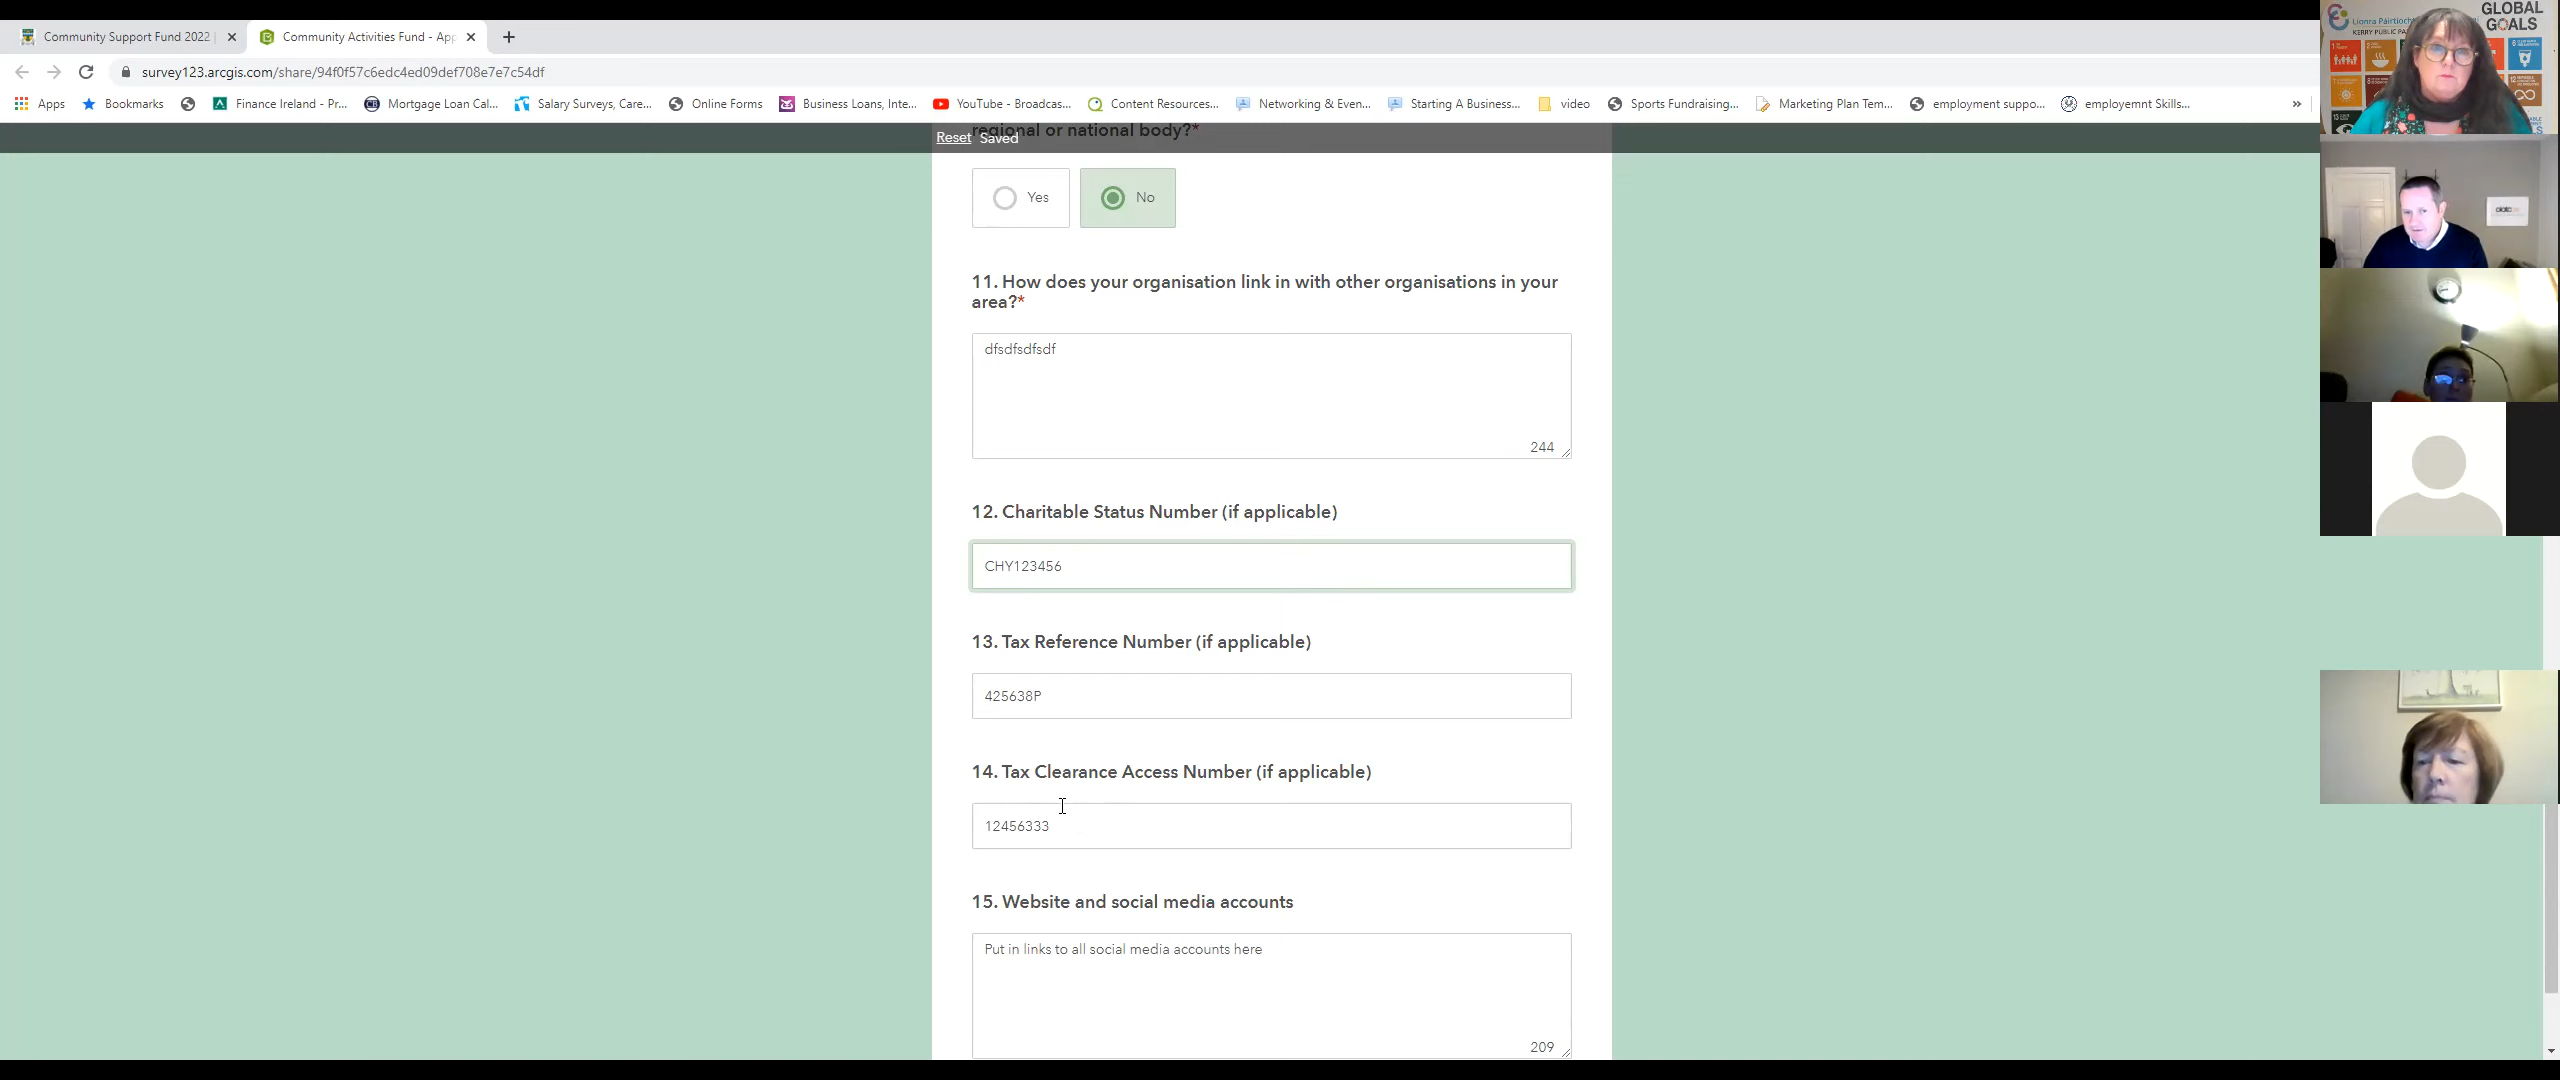 Community Support Fund 2022
Community Activities Fund - App
survey123.arcgis.com/share/94f0f57c6edc4ed09def708e7e7c54df
Apps
Bookmarks
Finance Ireland - Pr...
Mortgage Loan Cal...
Salary Surveys, Care...
Online Forms
Business Loans, Inte...
YouTube - Broadcas...
Content Resources...
Networking & Even...
Starting A Business...
video
Sports Fundraising...
Marketing Plan Tem...
employment suppo...
employemnt Skills...
»
regional or national body?*
Reset Saved
Yes
No
11. How does your organisation link in with other organisations in your
area?*
dfsdfsdfsdf
244
12. Charitable Status Number (if applicable)
CHY123456
13. Tax Reference Number (if applicable)
425638P
14. Tax Clearance Access Number (if applicable)
12456333
15. Website and social media accounts
Put in links to all social media accounts here
209
GLOBAL
GOALS
Líonra Páirtíocht
KERRY PUBLIC PA